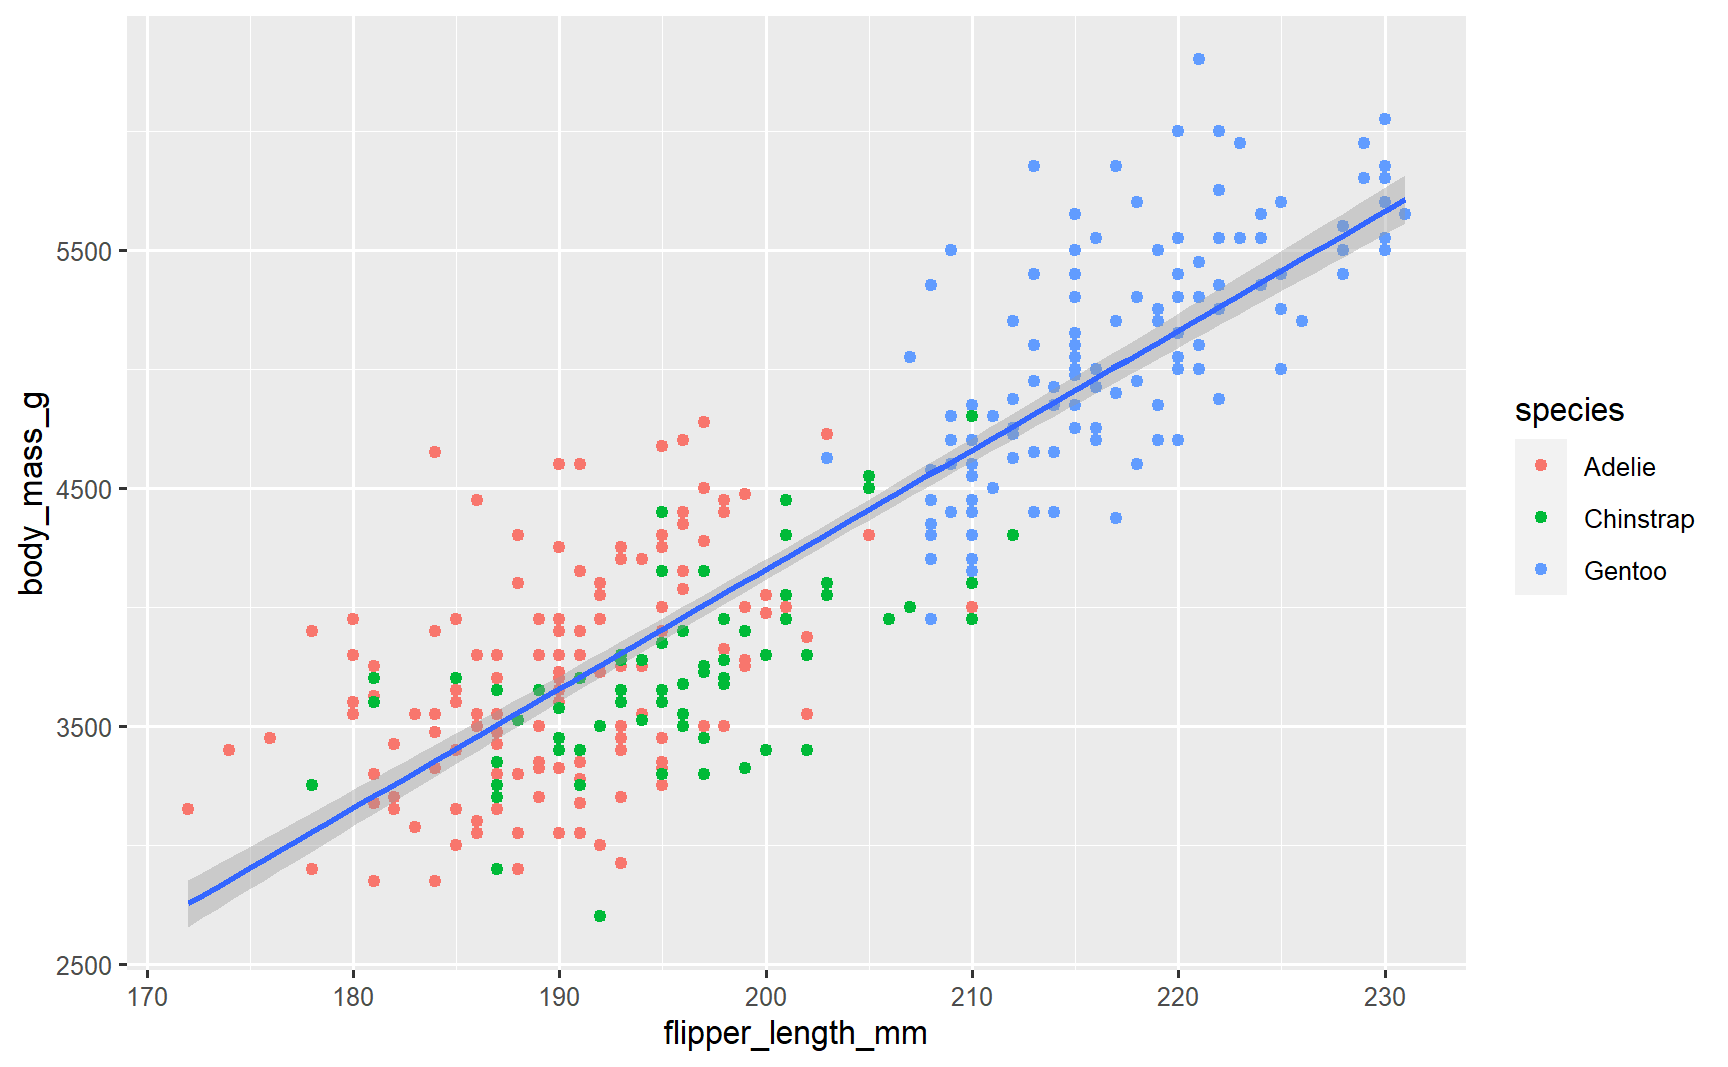 body_mass_g
5500
4500
3500
2500
170 180 190 200 210 220 230
flipper_length_mm
species
Adelie
Chinstrap
Gentoo